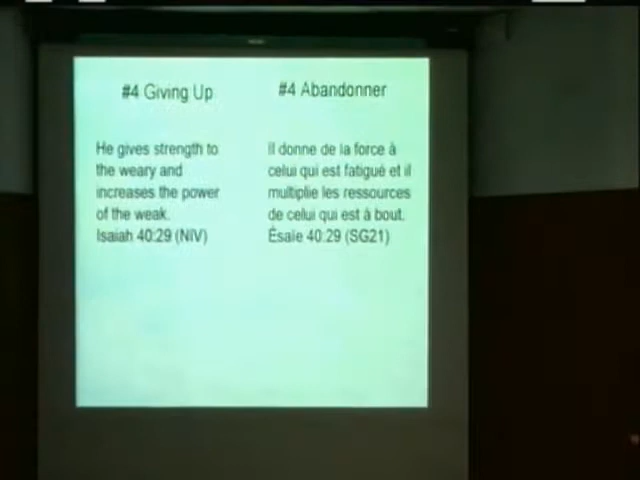 #4 Giving Up
He gives strength to
the weary and
increases the power
of the weak.
Isaiah 40:29 (NIV)
#4 Abandonner
Il donne de la force à
celui qui est fatigué et il
multiplie les ressources
de celui qui est à bout.
Ésaïe 40:29 (SG21)